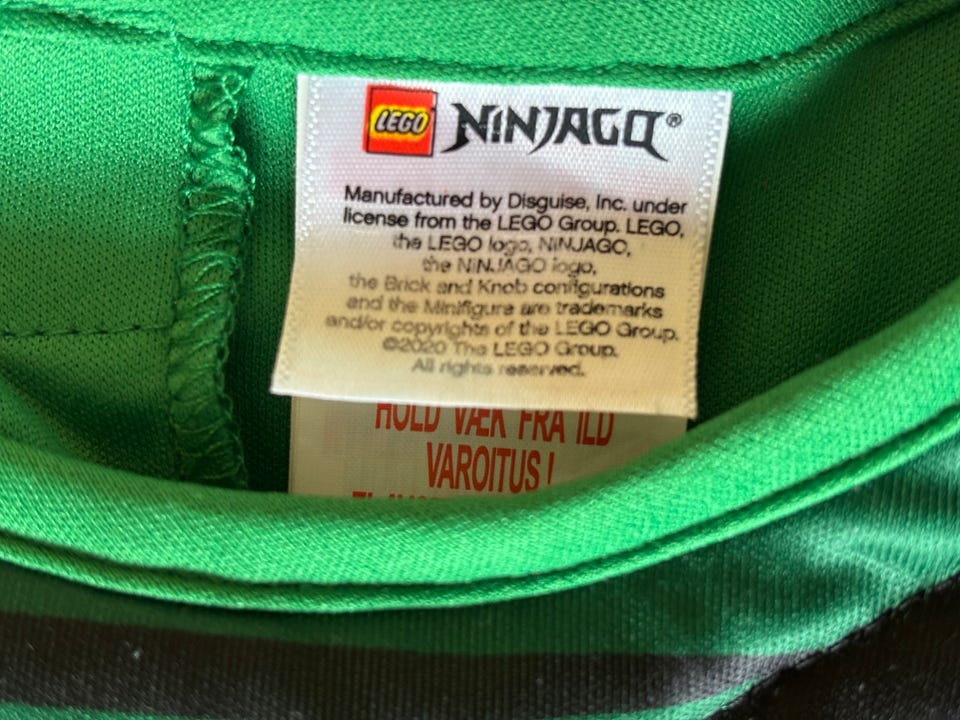 LEGO NINJAGO®
Manufactured by Disguise, Inc. under
license from the LEGO Group. LEGO,
the LEGO logo, NINJAGO,
the NINJAGO logo,
the Brick and Knob configurations
and the Minifigure are trademarks
and/or copyrights of the LEGO Group.
©2020 The LEGO Group.
All rights reserved.
HOLD VÆK FRA ILD
VAROITUS!